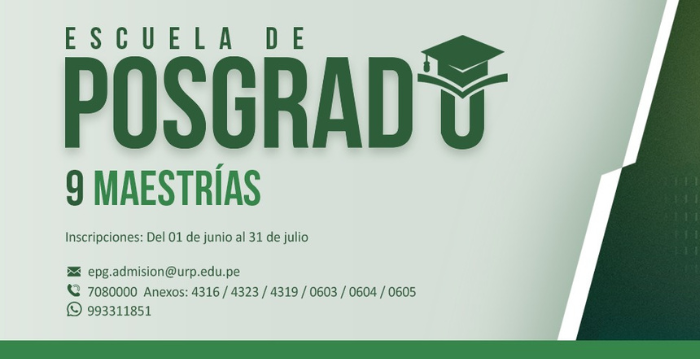 ESCUELA DE
POSGRADO
9 MAESTRÍAS
Inscripciones: Del 01 de junio al 31 de julio
epg.admision@urp.edu.pe
7080000 Anexos: 4316 / 4323 / 4319 / 0603 / 0604 / 0605
993311851